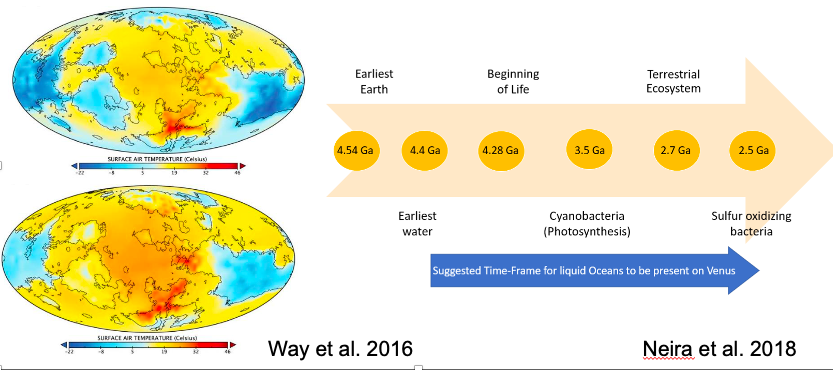 SURFACE AIR TEMPERATURE (Celsius)
-22 -8 5 19 32 46
SURFACE AIR TEMPERATURE (Celsius)
-22 -8 5 19 32 46
Earliest
Earth
Beginning
of Life
Terrestrial
Ecosystem
4.54 Ga 4.4 Ga 4.28 Ga 3.5 Ga 2.7 Ga 2.5 Ga
Earliest
water
Cyanobacteria
(Photosynthesis)
Sulfur oxidizing
bacteria
Suggested Time-Frame for liquid Oceans to be present on Venus
Way et al. 2016
Neira et al. 2018